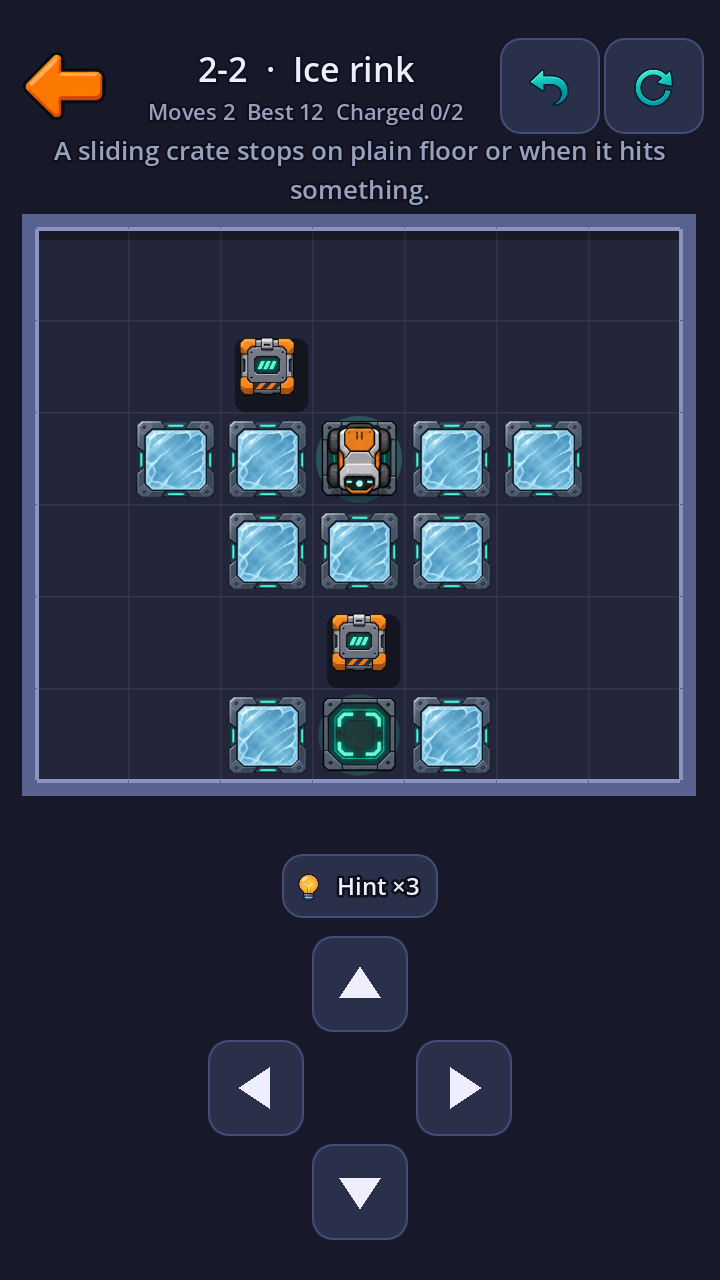 2-2 · Ice rink
Moves 2 Best 12 Charged 0/2
A sliding crate stops on plain floor or when it hits
something.
Hint ×3